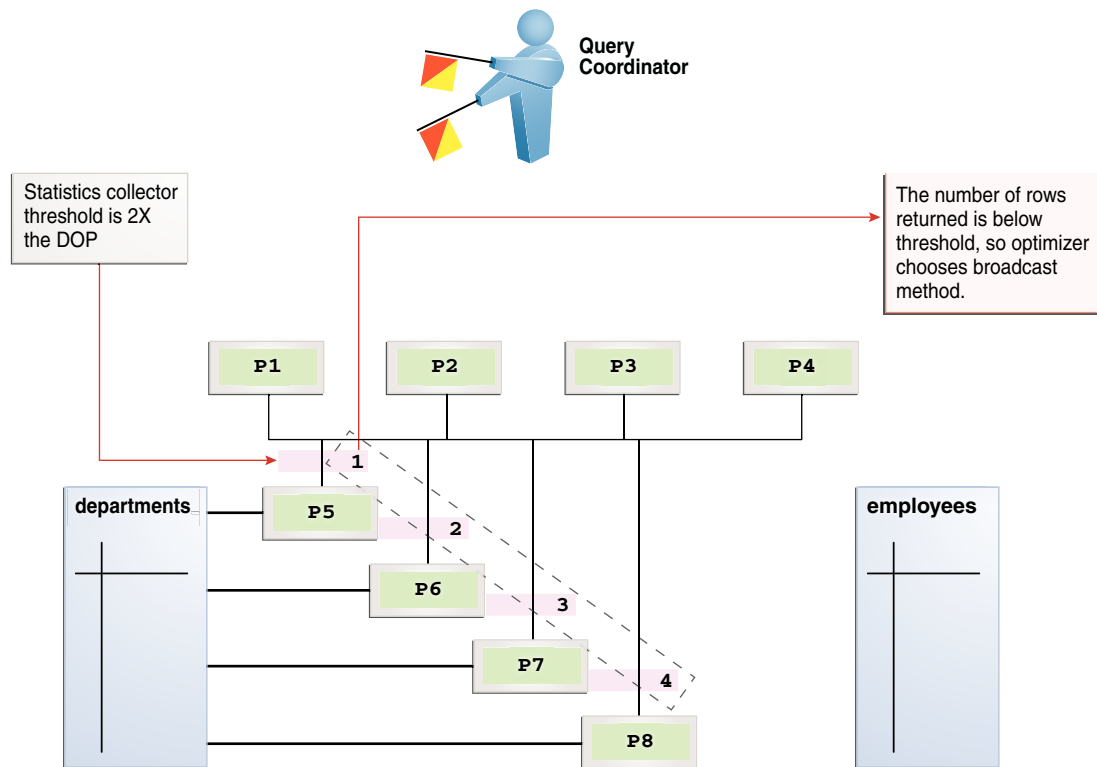 Query
Coordinator
Statistics collector
threshold is 2X
the DOP
The number of rows
returned is below
threshold, so optimizer
chooses broadcast
method.
P1
P2
P3
P4
1
departments
P5
employees
2
P6
3
P7
4
P8